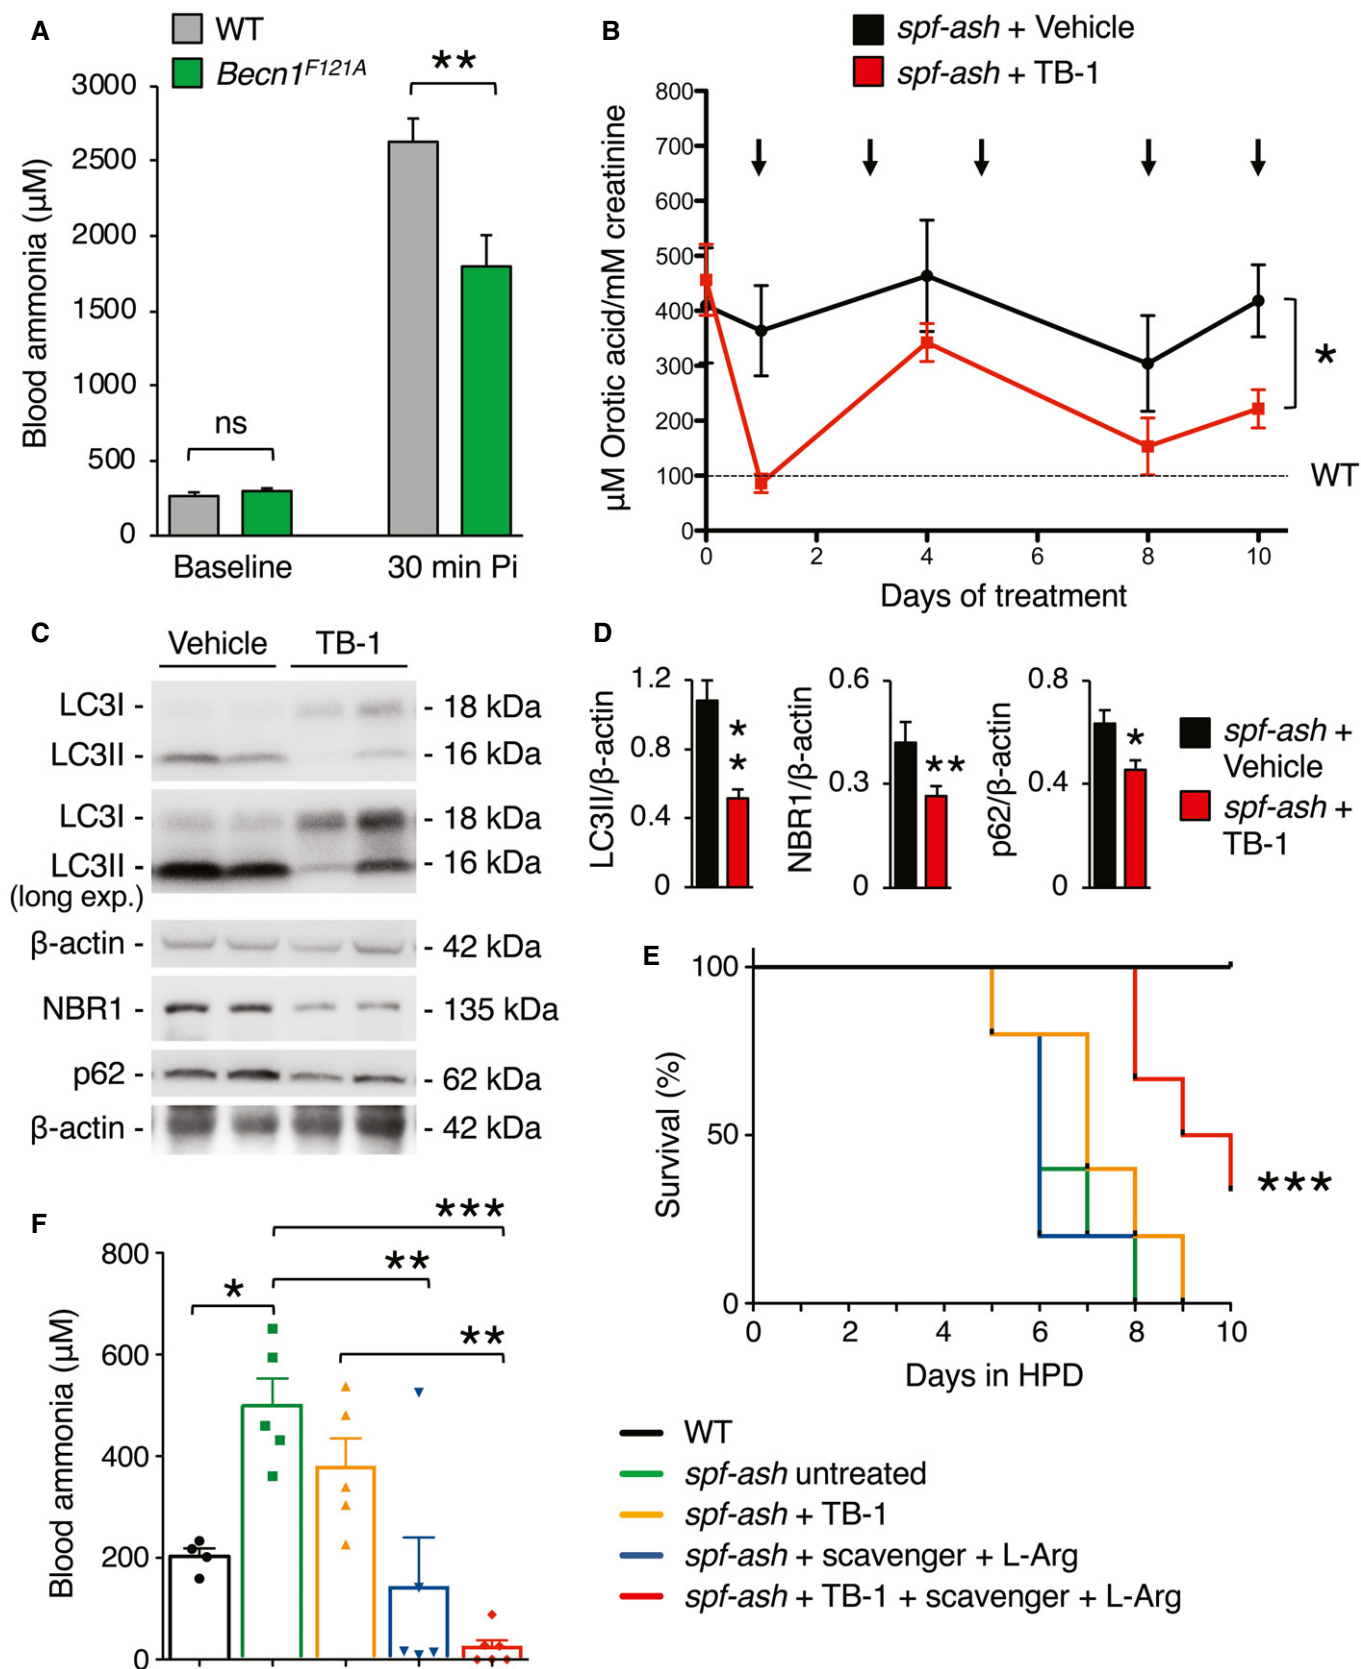 A
WT
Becn1F121A
**
3000
2500
2000
1500
1000
500
0
Blood ammonia (µM)
ns
Baseline
30 min Pi
B
spf-ash + Vehicle
spf-ash + TB-1
800
700
600
500
400
300
200
100
0
µM Orotic acid/mM creatinine
*
WT
0 2 4 6 8 10
Days of treatment
C
Vehicle TB-1
LC3I - - 18 kDa
LC3II - - 16 kDa
LC3I - - 18 kDa
LC3II - - 16 kDa
(long exp.)
β-actin - - 42 kDa
NBR1 - - 135 kDa
p62 - - 62 kDa
β-actin - - 42 kDa
D
LC3II/β-actin
1.2
0.8
0.4
0
**
NBR1/β-actin
0.6
0.3
0
**
p62/β-actin
0.8
0.4
0
*
spf-ash +
Vehicle
spf-ash +
TB-1
E
100
50
0
Survival (%)
***
0 2 4 6 8 10
Days in HPD
WT
spf-ash untreated
spf-ash + TB-1
spf-ash + scavenger + L-Arg
spf-ash + TB-1 + scavenger + L-Arg
F
***
**
*
**
800
600
400
200
0
Blood ammonia (µM)